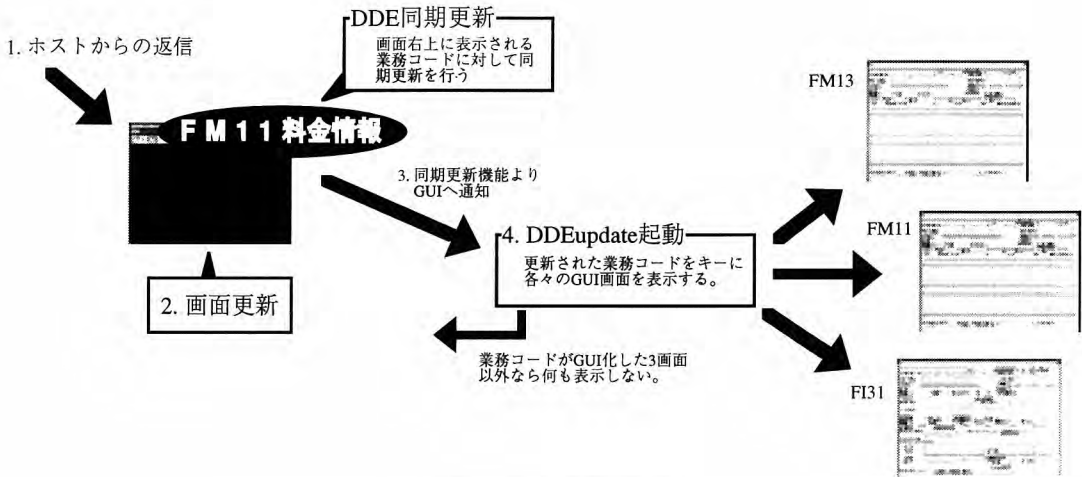 1. ホストからの返信
DDE同期更新
画面右上に表示される
業務コードに対して同
期更新を行う
FM11料金情報
2. 画面更新
3. 同期更新機能より
GUIへ通知
4. DDEupdate起動
更新された業務コードをキーに
各々のGUI画面を表示する。
業務コードがGUI化した3画面
以外なら何も表示しない。
FM13
FM11
FI31